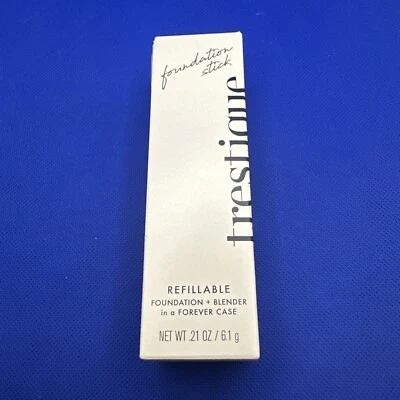 foundation
stick
trestique
REFILLABLE
FOUNDATION + BLENDER
in a FOREVER CASE
NET WT .21 OZ / 6.1 g